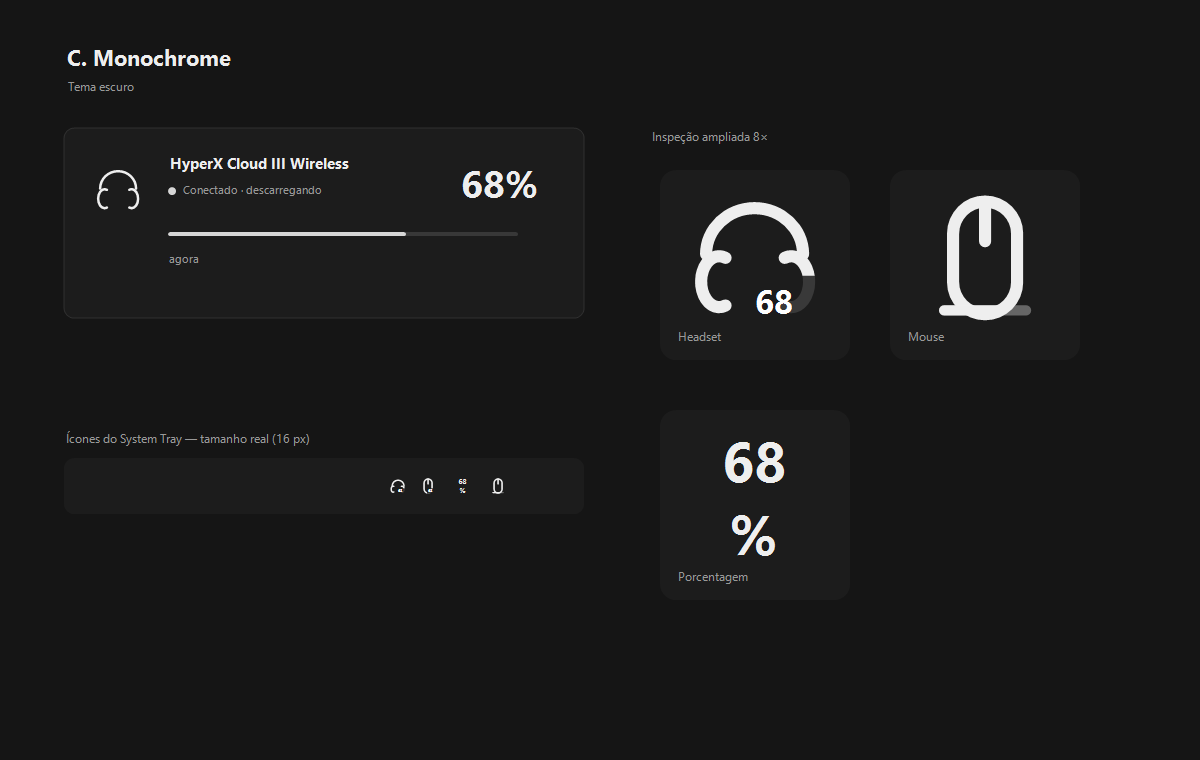 C. Monochrome
Tema escuro
HyperX Cloud III Wireless
Conectado · descarregando
68%
agora
Inspeção ampliada 8×
68
Headset
Mouse
Ícones do System Tray — tamanho real (16 px)
68
%
68
%
Porcentagem